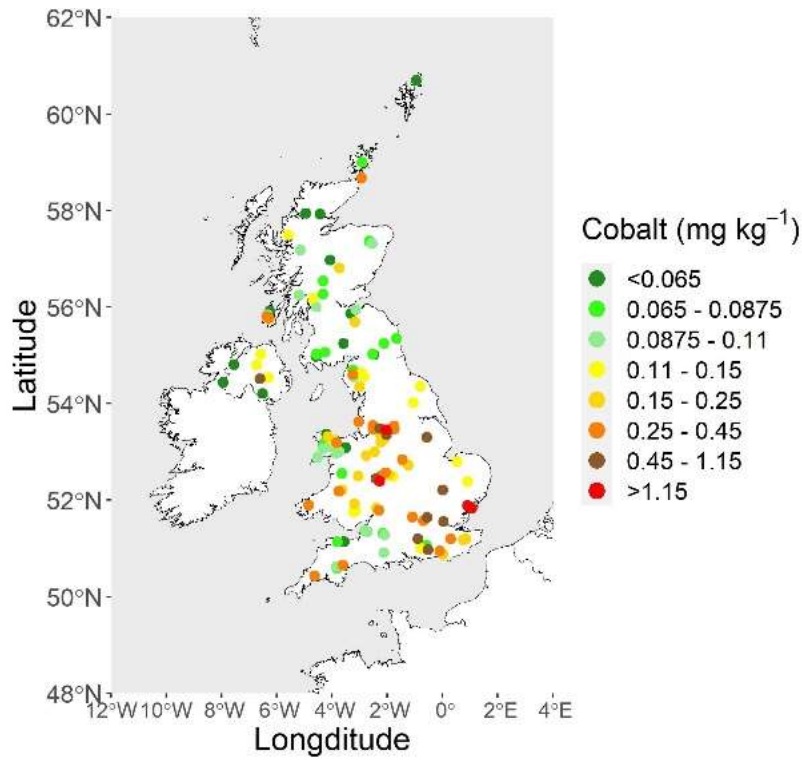 62°N
60°N
58°N
56°N
54°N
52°N
50°N
48°N
Latitude
12°W 10°W 8°W 6°W 4°W 2°W 0° 2°E 4°E
Longditude
Cobalt (mg kg⁻¹)
<0.065
0.065 - 0.0875
0.0875 - 0.11
0.11 - 0.15
0.15 - 0.25
0.25 - 0.45
0.45 - 1.15
>1.15